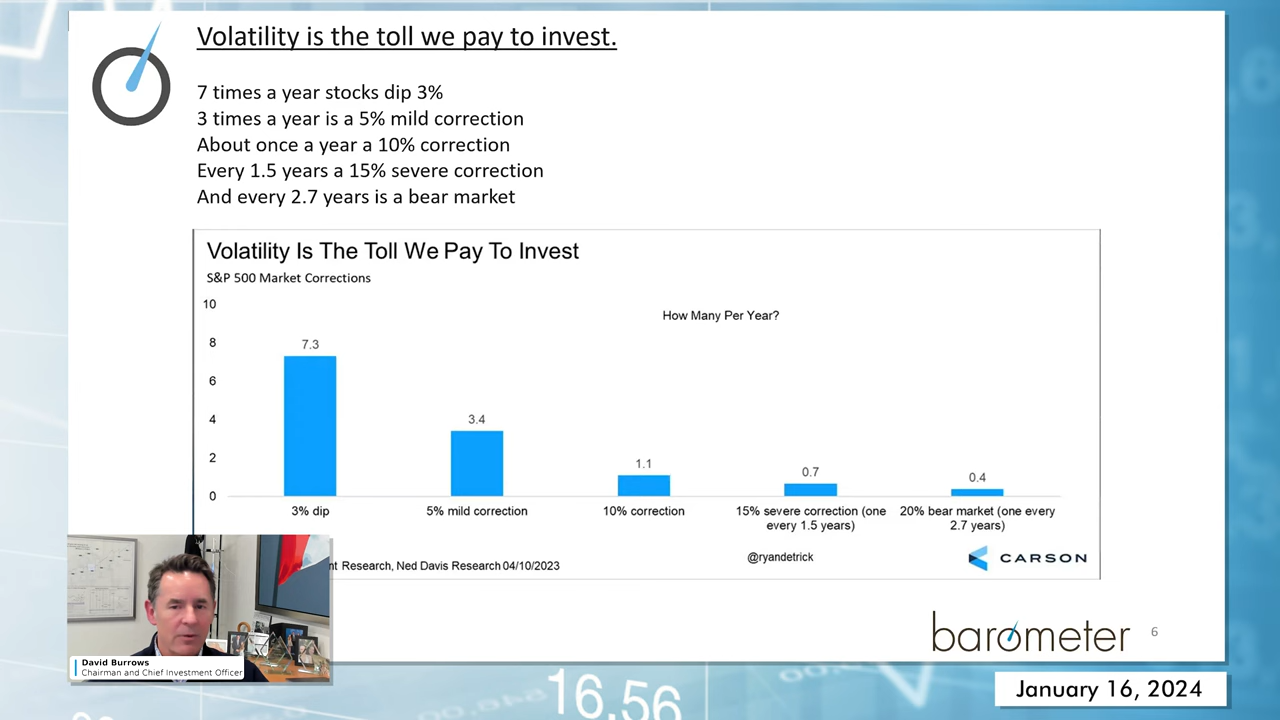 Volatility is the toll we pay to invest.
7 times a year stocks dip 3%
3 times a year is a 5% mild correction
About once a year a 10% correction
Every 1.5 years a 15% severe correction
And every 2.7 years is a bear market
Volatility Is The Toll We Pay To Invest
S&P 500 Market Corrections
How Many Per Year?
10
8
6
4
2
0
7.3
3.4
1.1
0.7
0.4
3% dip
5% mild correction
10% correction
15% severe correction (one
every 1.5 years)
20% bear market (one every
2.7 years)
Research, Ned Davis Research 04/10/2023
@ryandetrick
CARSON
barometer
6
David Burrows
Chairman and Chief Investment Officer
January 16, 2024
16,56